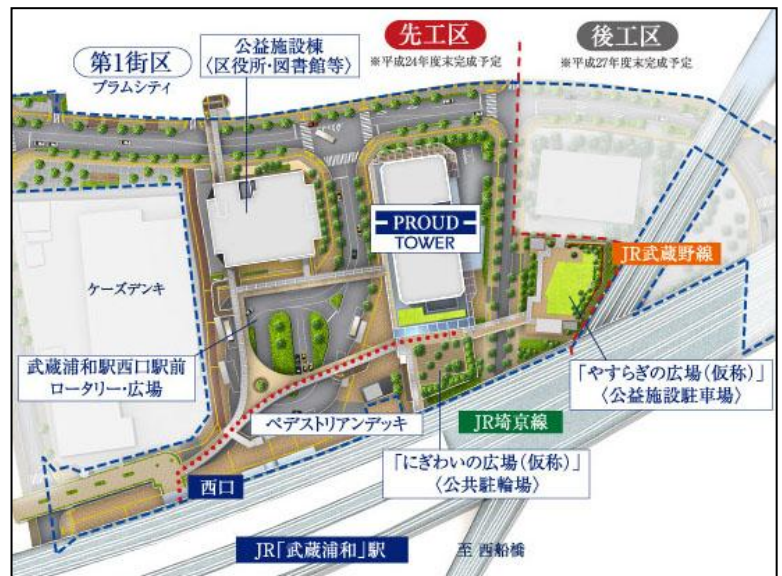 第1街区
プラムシティ
公益施設棟
〈区役所・図書館等〉
先工区
※平成24年度末完成予定
後工区
※平成27年度末完成予定
PROUD
TOWER
JR武蔵野線
ケーズデンキ
武蔵浦和駅西口駅前
ロータリー・広場
「やすらぎの広場(仮称)」
〈公益施設駐車場〉
ペデストリアンデッキ
JR埼京線
「にぎわいの広場(仮称)」
〈公共駐輪場〉
西口
JR「武蔵浦和」駅
至 西船橋